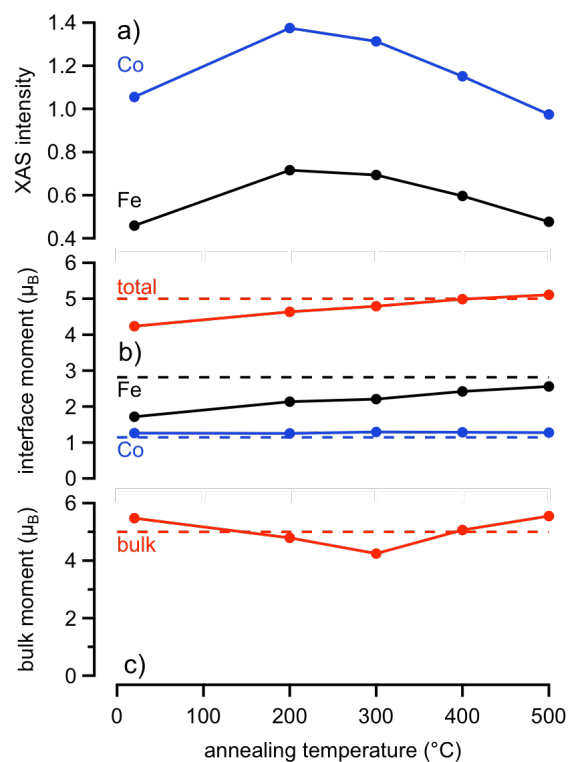 a)
Co
Fe
XAS intensity
1.4
1.2
1.0
0.8
0.6
0.4
total
b)
Fe
Co
interface moment (μB)
6
5
4
3
2
1
0
bulk
c)
bulk moment (μB)
6
4
2
0
0 100 200 300 400 500
annealing temperature (°C)